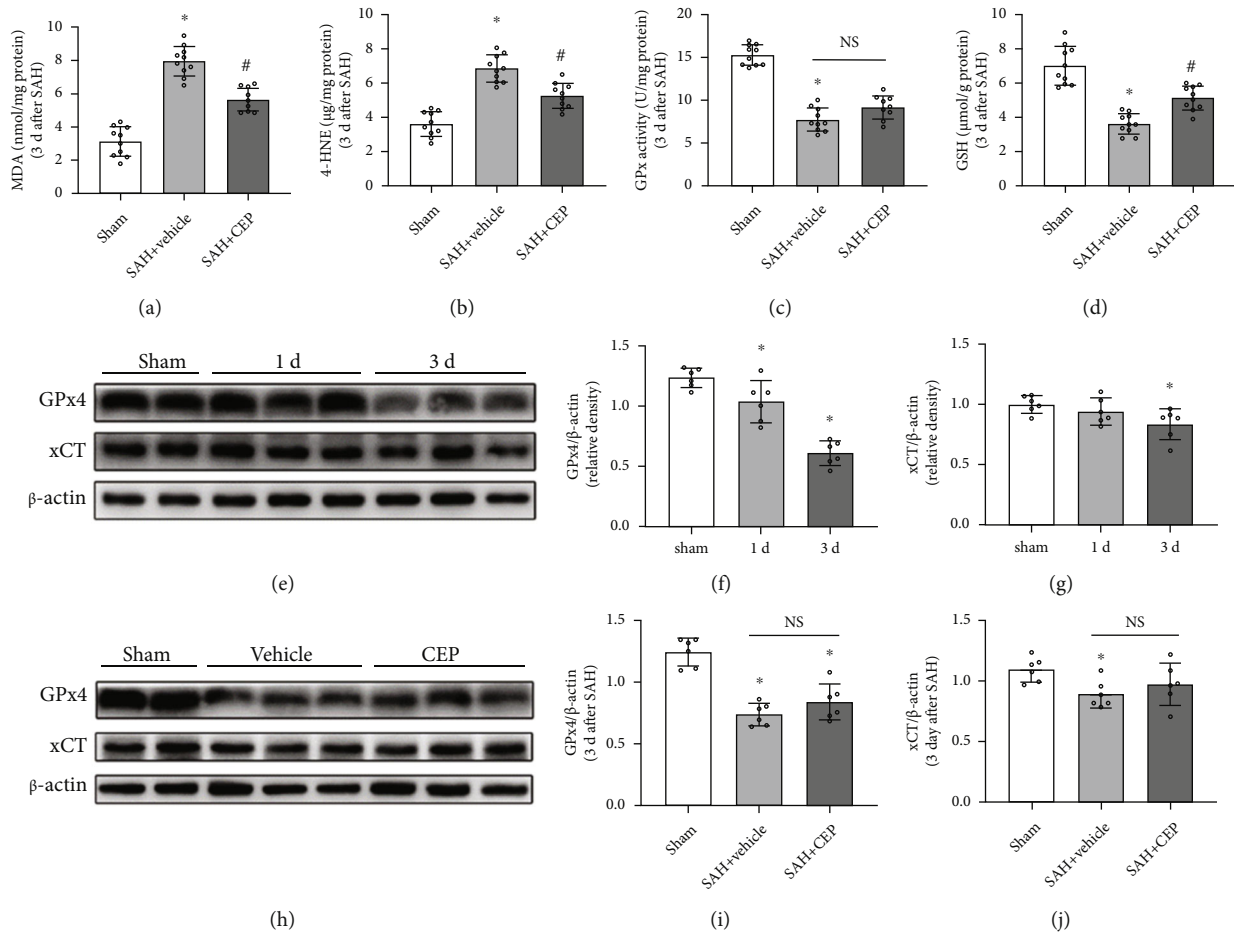 MDA (nmol/mg protein)
(3 d after SAH)
10
8
6
4
2
0
*
#
Sham
SAH+vehicle
SAH+CEP
(a)
4-HNE (μg/mg protein)
(3 d after SAH)
10
8
6
4
2
0
*
#
Sham
SAH+vehicle
SAH+CEP
(b)
GPx activity (U/mg protein)
(3 d after SAH)
20
15
10
5
0
*
NS
Sham
SAH+vehicle
SAH+CEP
(c)
GSH (μmol/g protein)
(3 d after SAH)
10
8
6
4
2
0
*
#
Sham
SAH+vehicle
SAH+CEP
(d)
Sham 1 d 3 d
GPx4
xCT
β-actin
(e)
GPx4/β-actin
(relative density)
1.5
1.0
0.5
0.0
*
*
sham 1 d 3 d
(f)
xCT/β-actin
(relative density)
1.5
1.0
0.5
0.0
*
sham 1 d 3 d
(g)
Sham Vehicle CEP
GPx4
xCT
β-actin
(h)
GPx4/β-actin
(3 d after SAH)
1.5
1.0
0.5
0.0
NS
*
*
Sham
SAH+vehicle
SAH+CEP
(i)
xCT/β-actin
(3 day after SAH)
1.5
1.0
0.5
0.0
NS
*
Sham
SAH+vehicle
SAH+CEP
(j)